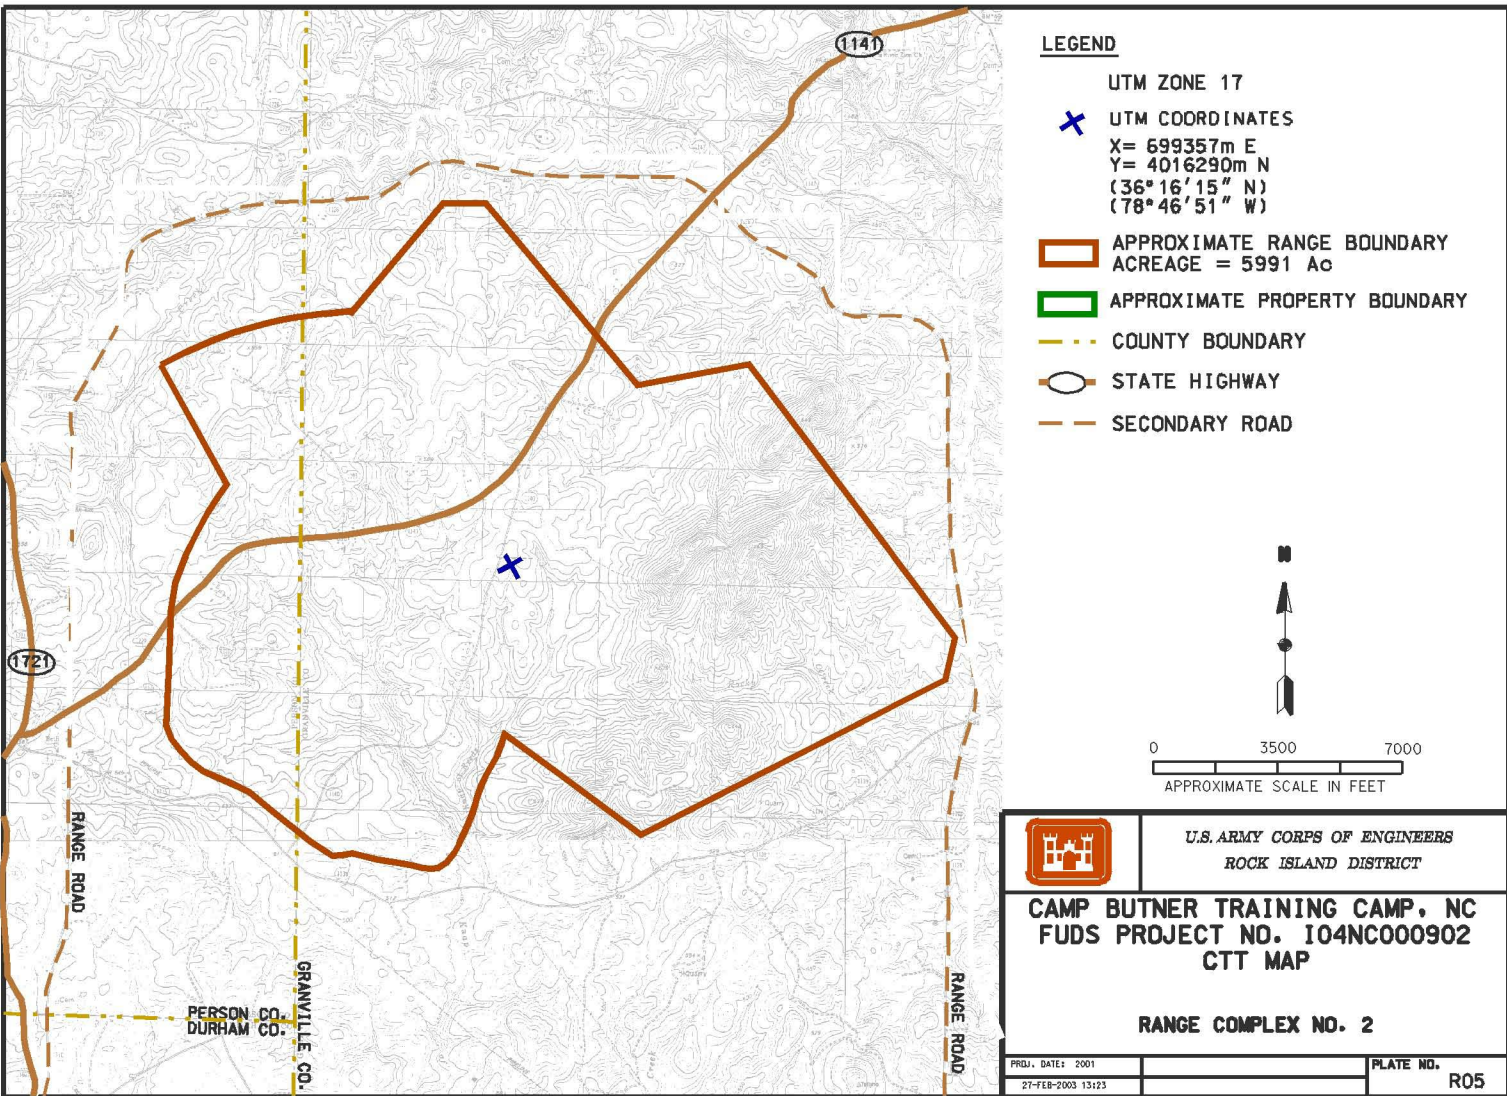 1141
1721
RANGE ROAD
PERSON CO.
DURHAM CO.
GRANVILLE CO.
RANGE ROAD
LEGEND
UTM ZONE 17
UTM COORDINATES
X= 699357m E
Y= 4016290m N
(36°16'15" N)
(78°46'51" W)
APPROXIMATE RANGE BOUNDARY
ACREAGE = 5991 Ac
APPROXIMATE PROPERTY BOUNDARY
COUNTY BOUNDARY
STATE HIGHWAY
SECONDARY ROAD
N
0 3500 7000
APPROXIMATE SCALE IN FEET
U.S. ARMY CORPS OF ENGINEERS
ROCK ISLAND DISTRICT
CAMP BUTNER TRAINING CAMP, NC
FUDS PROJECT NO. I04NC000902
CTT MAP
RANGE COMPLEX NO. 2
PROJ. DATE: 2001
27-FEB-2003 13:23
PLATE NO.
R05